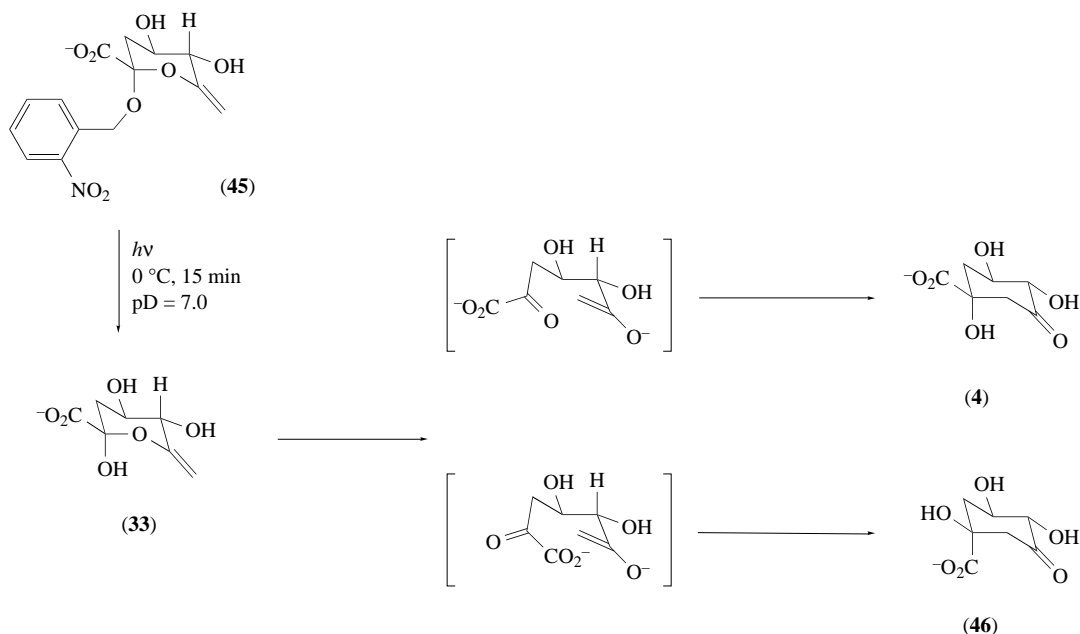 OH H
⁻O₂C
O
OH
O
NO₂
(45)
hν
0 °C, 15 min
pD = 7.0
OH H
⁻O₂C
O
OH
OH
(33)
OH H
OH
⁻O₂C
O
O⁻
OH
⁻O₂C
OH
OH
O
(4)
OH H
OH
O
CO₂⁻
O⁻
OH
HO
OH
⁻O₂C
O
(46)